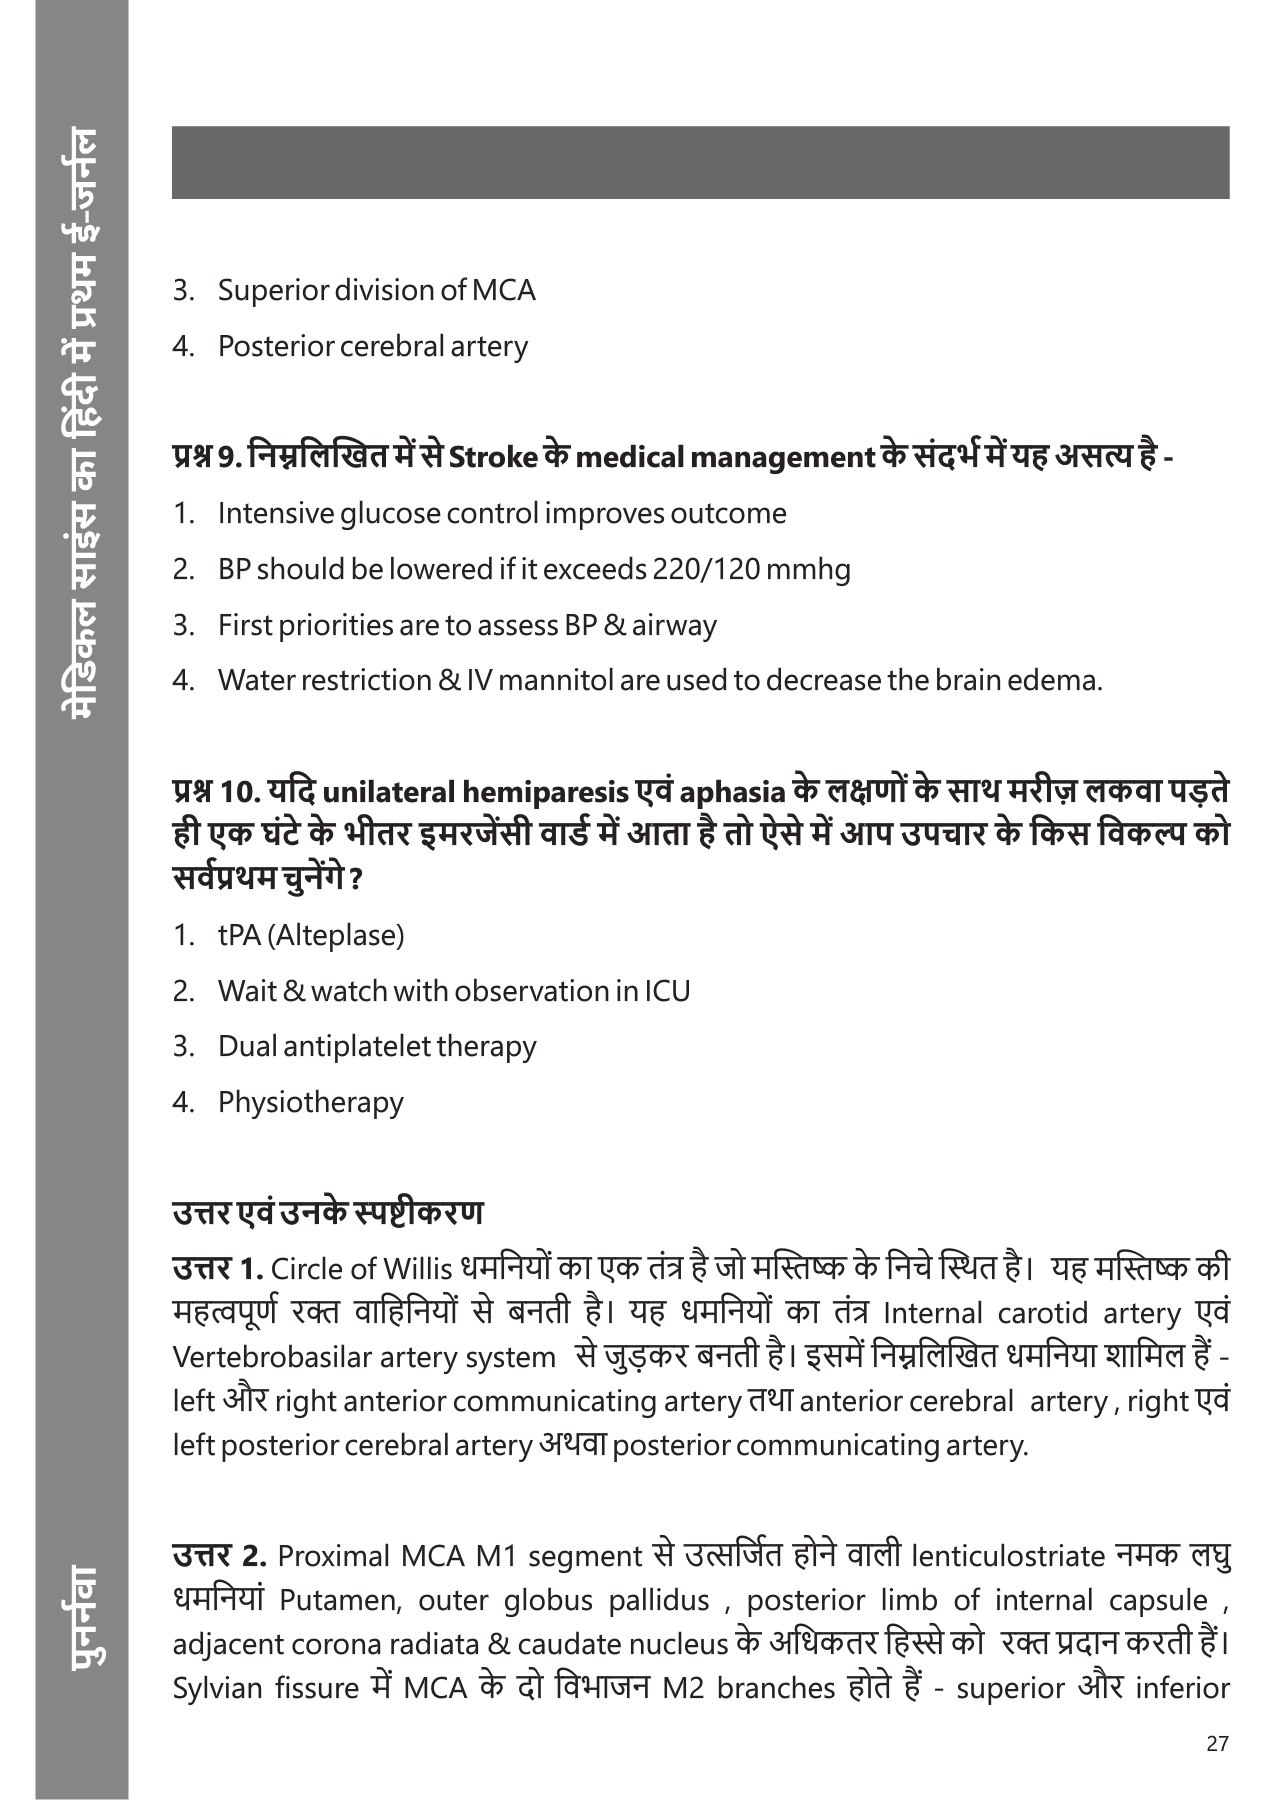 मेडिकल साइंस का हिंदी में प्रथम ई-जर्नल
पुनर्नवा
3. Superior division of MCA
4. Posterior cerebral artery
प्रश्न 9. निम्नलिखित में से Stroke के medical management के संदर्भ में यह असत्य है -
1. Intensive glucose control improves outcome
2. BP should be lowered if it exceeds 220/120 mmhg
3. First priorities are to assess BP & airway
4. Water restriction & IV mannitol are used to decrease the brain edema.
प्रश्न 10. यदि unilateral hemiparesis एवं aphasia के लक्षणों के साथ मरीज़ लकवा पड़ते
ही एक घंटे के भीतर इमरजेंसी वार्ड में आता है तो ऐसे में आप उपचार के किस विकल्प को
सर्वप्रथम चुनेंगे ?
1. tPA (Alteplase)
2. Wait & watch with observation in ICU
3. Dual antiplatelet therapy
4. Physiotherapy
उत्तर एवं उनके स्पष्टीकरण
उत्तर 1. Circle of Willis धमनियों का एक तंत्र है जो मस्तिष्क के निचे स्थित है। यह मस्तिष्क की
महत्वपूर्ण रक्त वाहिनियों से बनती है। यह धमनियों का तंत्र Internal carotid artery एवं
Vertebrobasilar artery system से जुड़कर बनती है। इसमें निम्नलिखित धमनिया शामिल हैं -
left और right anterior communicating artery तथा anterior cerebral artery , right एवं
left posterior cerebral artery अथवा posterior communicating artery.
उत्तर 2. Proximal MCA M1 segment से उत्सर्जित होने वाली lenticulostriate नमक लघु
धमनियां Putamen, outer globus pallidus , posterior limb of internal capsule ,
adjacent corona radiata & caudate nucleus के अधिकतर हिस्से को रक्त प्रदान करती हैं।
Sylvian fissure में MCA के दो विभाजन M2 branches होते हैं - superior और inferior
27